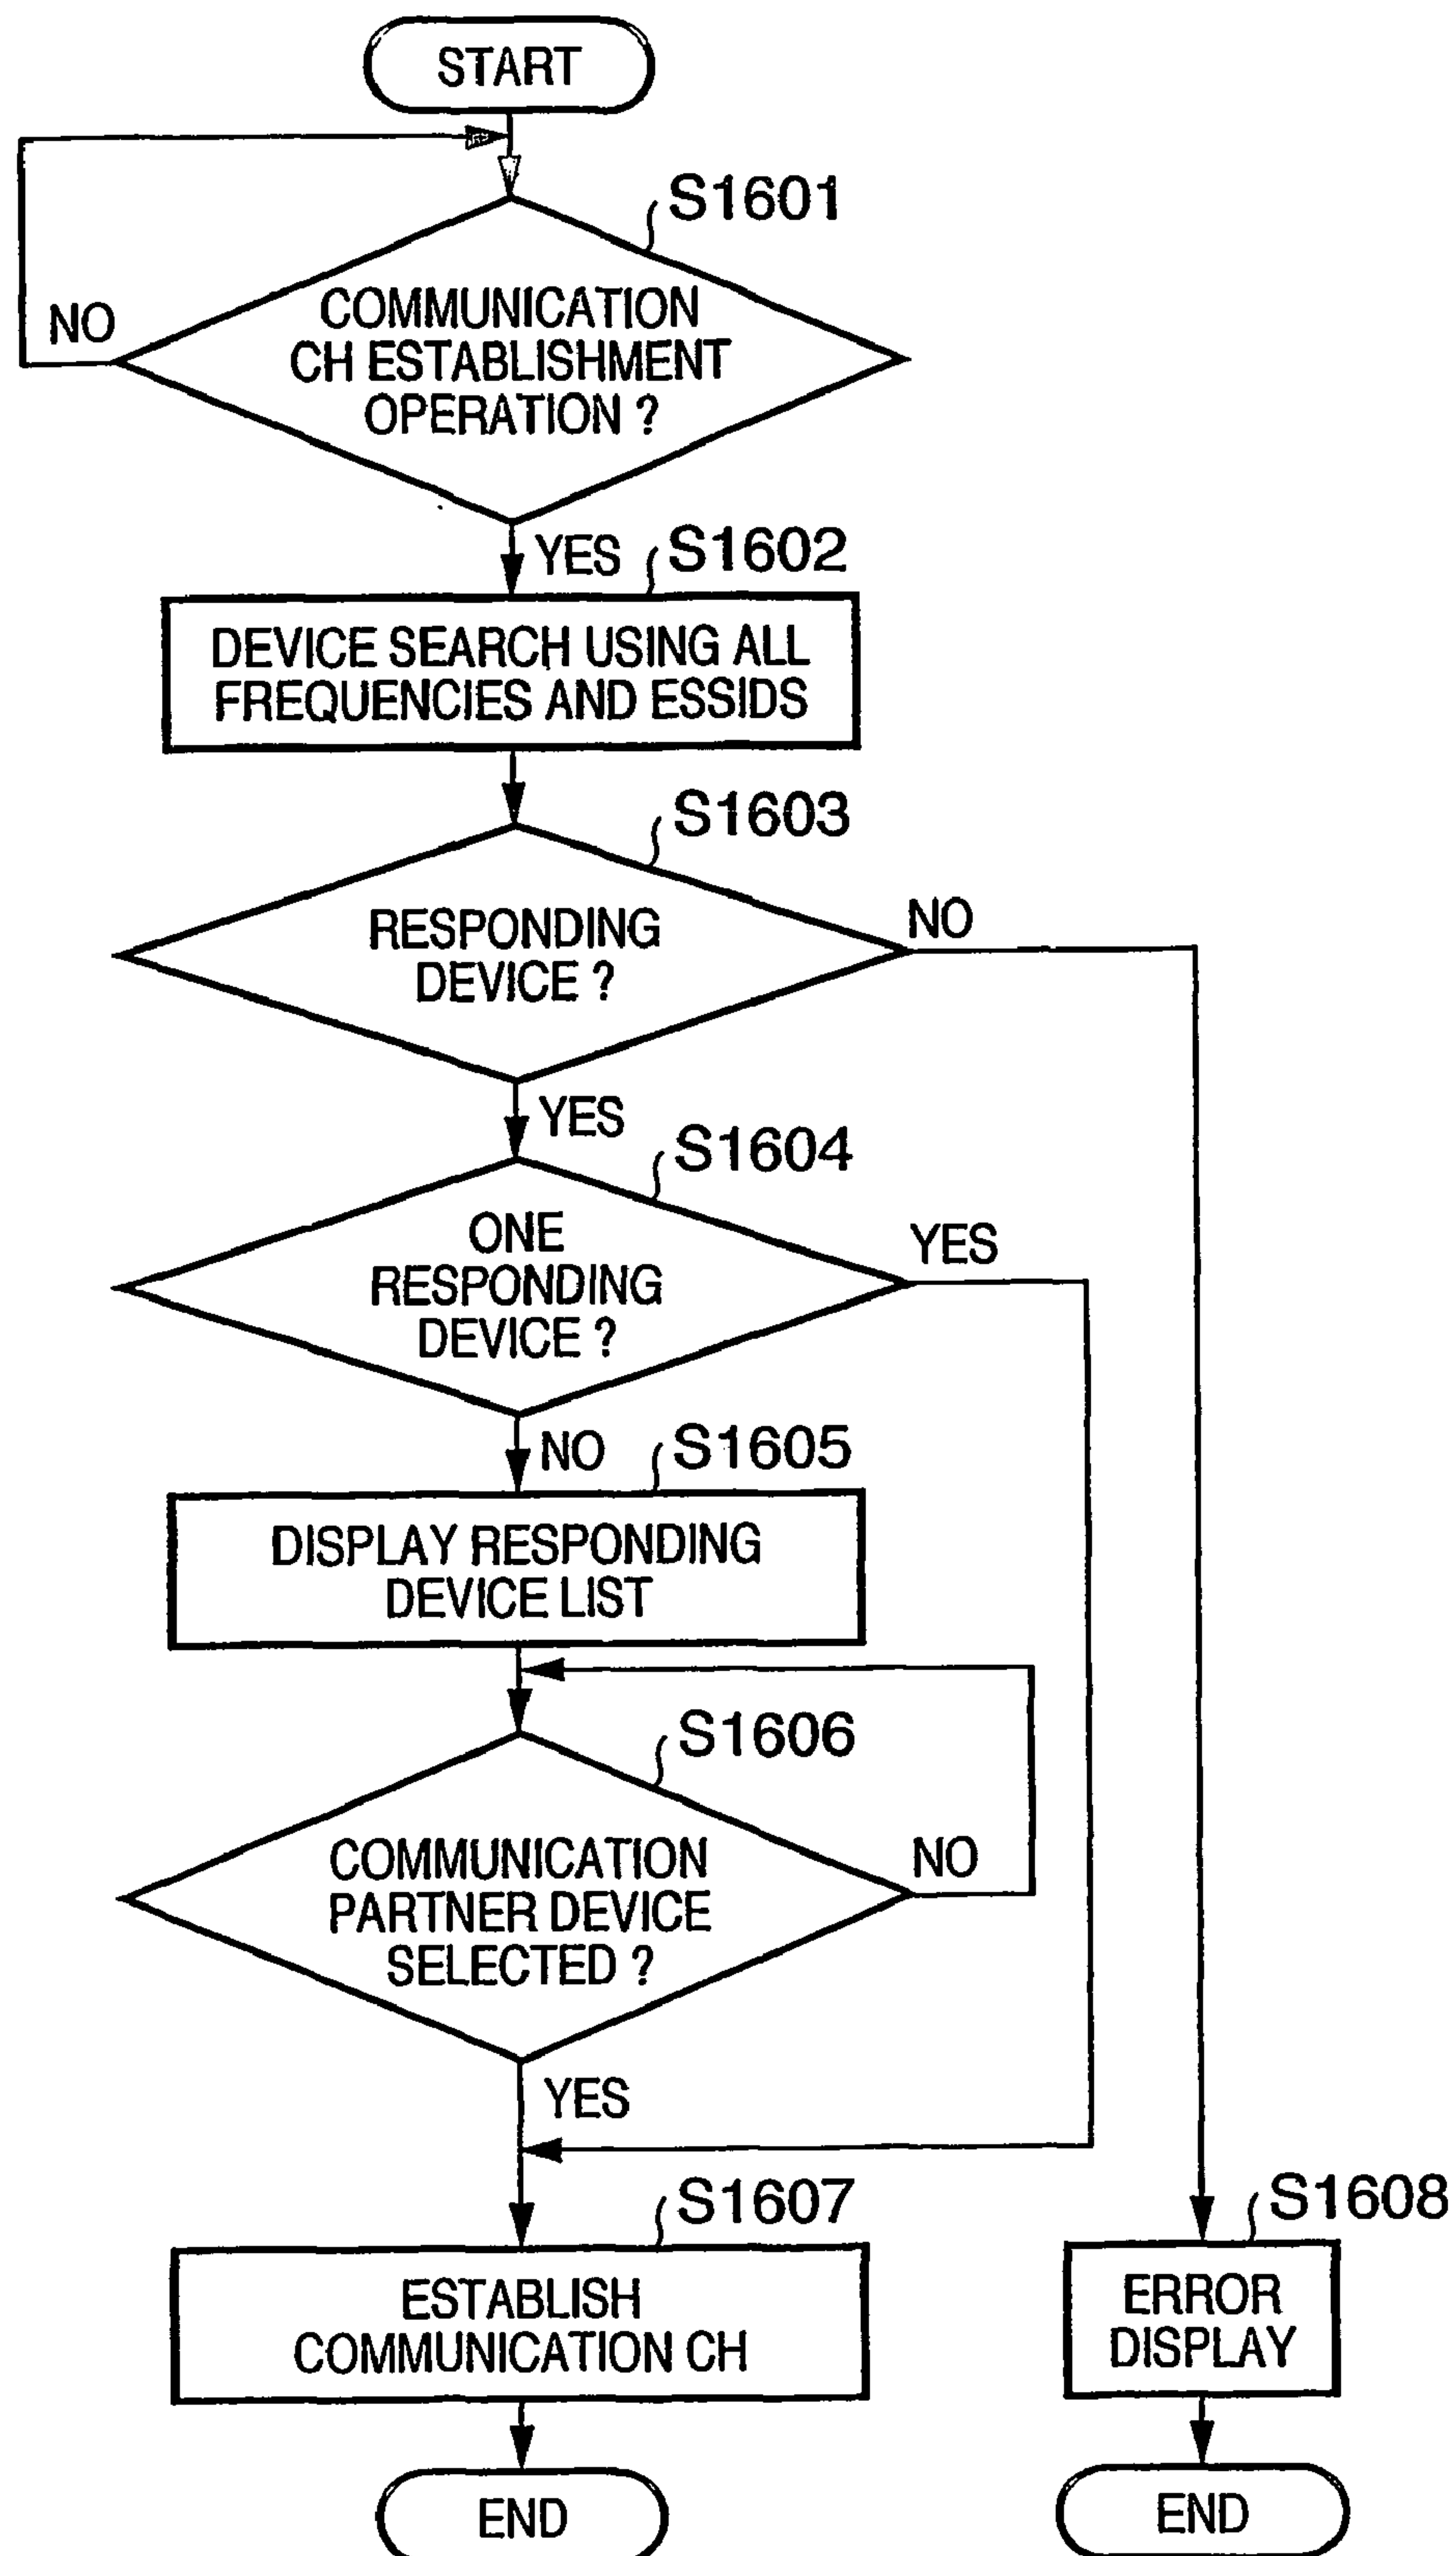 START
S1601
COMMUNICATION
CH ESTABLISHMENT
OPERATION ?
NO
YES
S1602
DEVICE SEARCH USING ALL
FREQUENCIES AND ESSIDS
S1603
RESPONDING
DEVICE ?
NO
YES
S1604
ONE
RESPONDING
DEVICE ?
YES
NO
S1605
DISPLAY RESPONDING
DEVICE LIST
S1606
COMMUNICATION
PARTNER DEVICE
SELECTED ?
NO
YES
S1607
ESTABLISH
COMMUNICATION CH
S1608
ERROR
DISPLAY
END
END